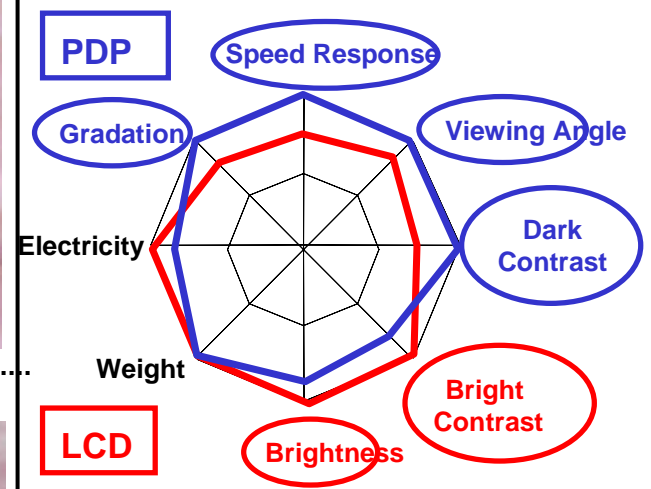 PDP
Speed Response
Gradation
Viewing Angle
Electricity
Dark
Contrast
....
Weight
Bright
Contrast
LCD
Brightness